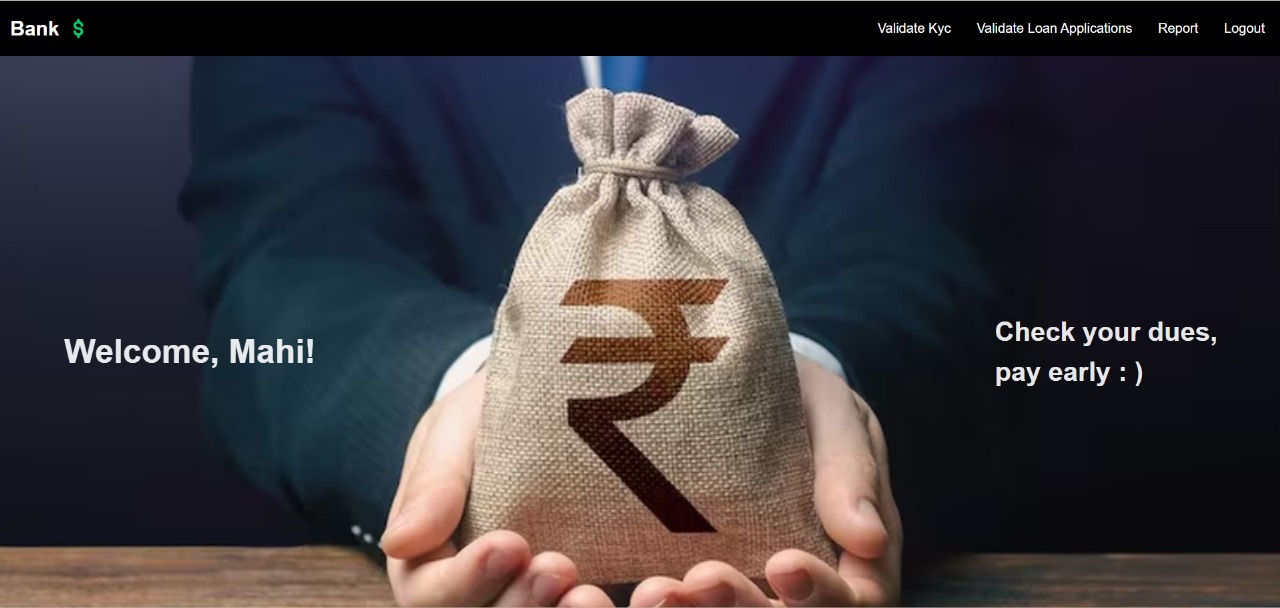 Bank $
Validate Kyc Validate Loan Applications Report Logout
₹
Welcome, Mahi!
Check your dues,
pay early : )